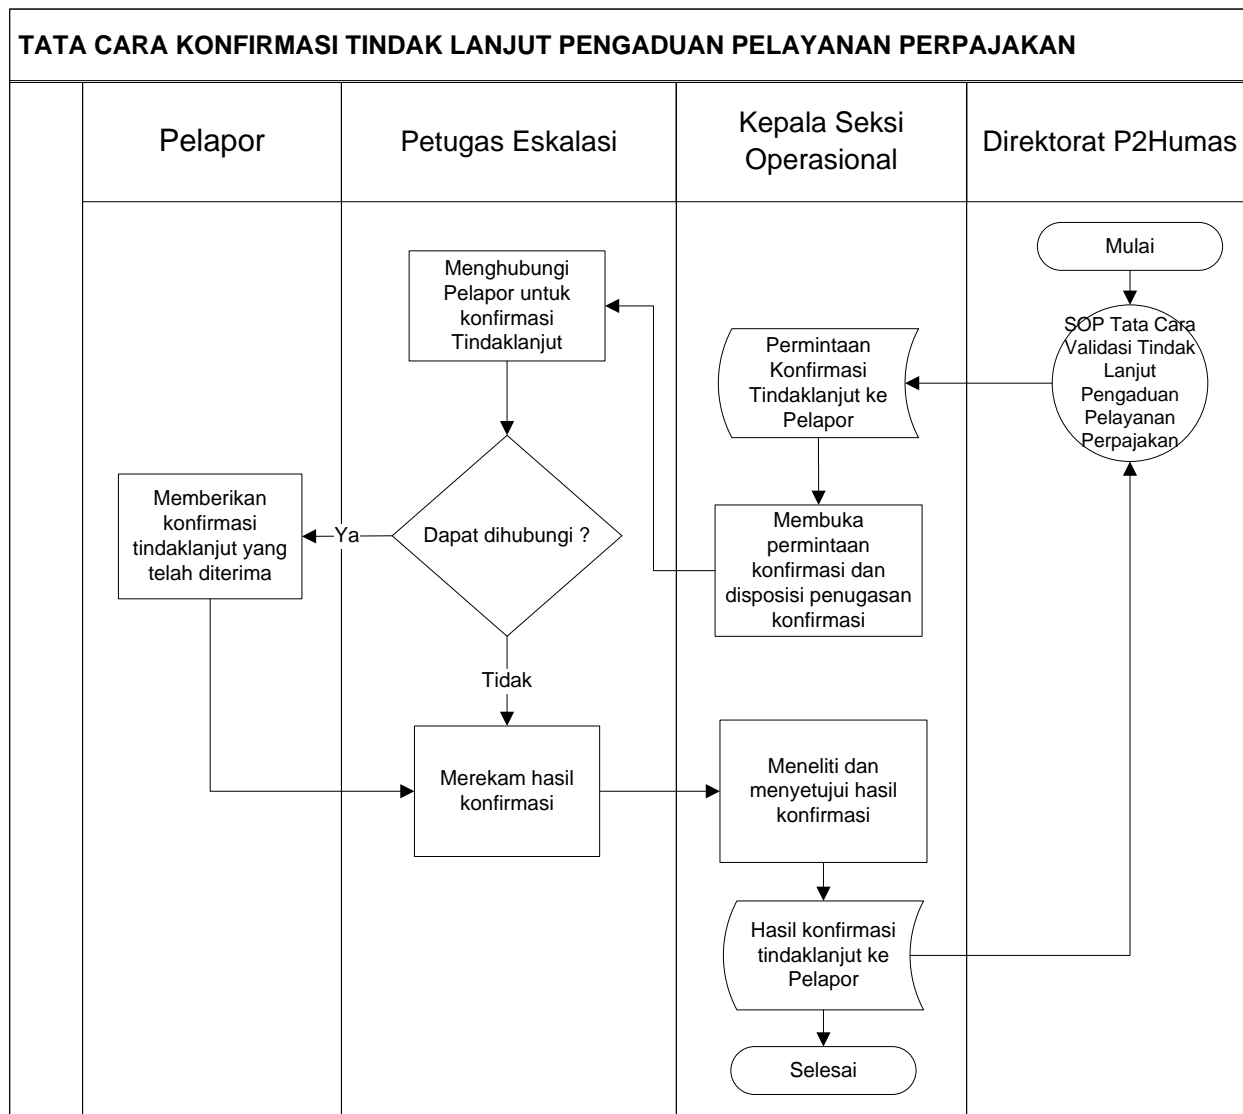 TATA CARA KONFIRMASI TINDAK LANJUT PENGADUAN PELAYANAN PERPAJAKAN
Pelapor
Petugas Eskalasi
Kepala Seksi
Operasional
Direktorat P2Humas
Mulai
SOP Tata Cara
Validasi Tindak
Lanjut
Pengaduan
Pelayanan
Perpajakan
Permintaan
Konfirmasi
Tindaklanjut ke
Pelapor
Membuka
permintaan
konfirmasi dan
disposisi penugasan
konfirmasi
Menghubungi
Pelapor untuk
konfirmasi
Tindaklanjut
Dapat dihubungi ?
Ya
Memberikan
konfirmasi
tindaklanjut yang
telah diterima
Tidak
Merekam hasil
konfirmasi
Meneliti dan
menyetujui hasil
konfirmasi
Hasil konfirmasi
tindaklanjut ke
Pelapor
Selesai